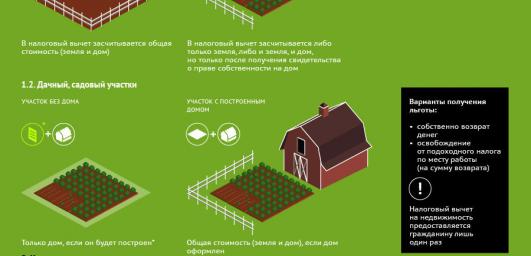 В налоговый вычет засчитывается общая
стоимость (земля и дом)
В налоговый вычет засчитывается либо
только земля, либо и земля, и дом,
но только после получения свидетельства
о праве собственности на дом
1.2. Дачный, садовый участки
УЧАСТОК БЕЗ ДОМА
УЧАСТОК С ПОСТРОЕННЫМ
ДОМОМ
* +
+
Только дом, если он будет построен*
Общая стоимость (земля и дом), если дом
оформлен
Варианты получения
льготы:
• собственно возврат
денег
• освобождение
от подоходного налога
по месту работы
(на сумму возврата)
!
Налоговый вычет
на недвижимость
предоставляется
гражданину лишь
один раз